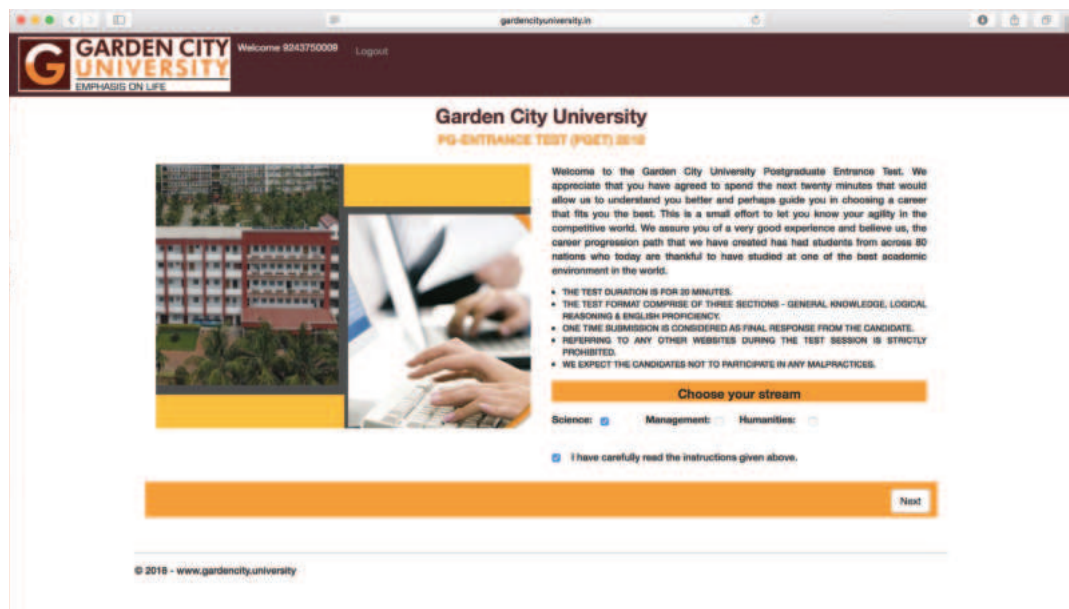 gardencityuniversity.in
GARDEN CITY
UNIVERSITY
EMPHASIS ON LIFE
Welcome 9243750009
Logout
Garden City University
PG-ENTRANCE TEST (PGET) 2018
Welcome to the Garden City University Postgraduate Entrance Test. We
appreciate that you have agreed to spend the next twenty minutes that would
allow us to understand you better and perhaps guide you in choosing a career
that fits you the best. This is a small effort to let you know your agility in the
competitive world. We assure you of a very good experience and believe us, the
career progression path that we have created has had students from across 80
nations who today are thankful to have studied at one of the best academic
environment in the world.
• THE TEST DURATION IS FOR 20 MINUTES.
• THE TEST FORMAT COMPRISE OF THREE SECTIONS - GENERAL KNOWLEDGE, LOGICAL
REASONING & ENGLISH PROFICIENCY.
• ONE TIME SUBMISSION IS CONSIDERED AS FINAL RESPONSE FROM THE CANDIDATE.
• REFERRING TO ANY OTHER WEBSITES DURING THE TEST SESSION IS STRICTLY
PROHIBITED.
• WE EXPECT THE CANDIDATES NOT TO PARTICIPATE IN ANY MALPRACTICES.
Choose your stream
Science: Management: Humanities:
I have carefully read the instructions given above.
Next
© 2018 - www.gardencity.university